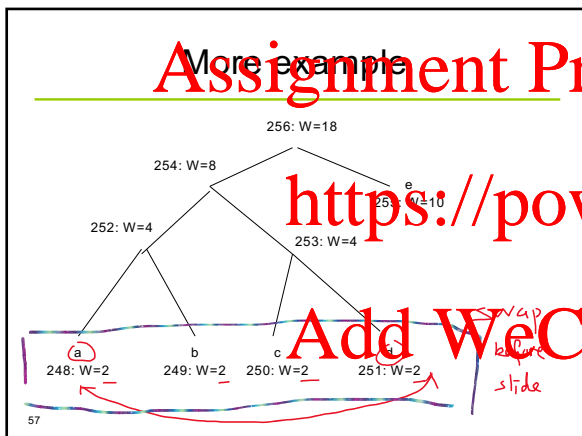 More example
Assignment Pr
256: W=18
254: W=8
e
255: W=10
https://pow
252: W=4
253: W=4
swap
Add WeC
before
a
b
c
d
248: W=2
249: W=2
250: W=2
251: W=2
slide
57